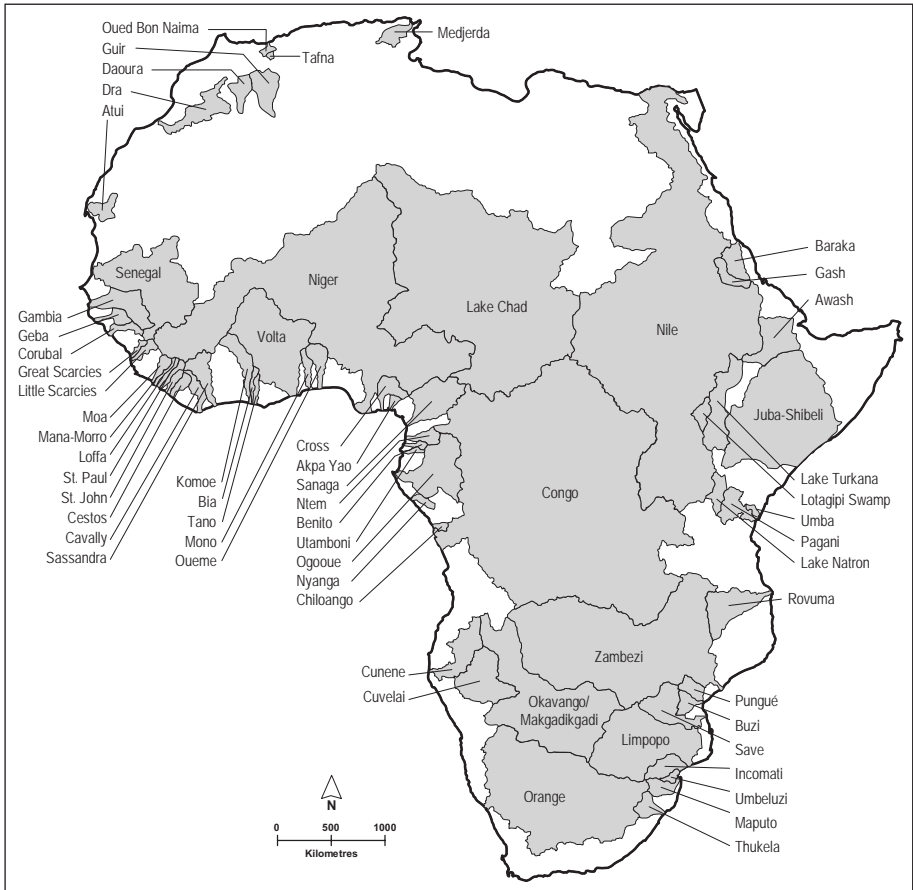 Oued Bon Naima
Guir
Daoura
Dra
Atui
Tafna
Medjerda
Senegal
Gambia
Geba
Corubal
Great Scarcies
Little Scarcies
Moa
Mana-Morro
Loffa
St. Paul
St. John
Cestos
Cavally
Sassandra
Niger
Volta
Lake Chad
Nile
Baraka
Gash
Awash
Juba-Shibeli
Komoe
Bia
Tano
Mono
Oueme
Cross
Akpa Yao
Sanaga
Ntem
Benito
Utamboni
Ogooue
Nyanga
Chiloango
Congo
Lake Turkana
Lotagipi Swamp
Umba
Pagani
Lake Natron
Rovuma
Zambezi
Cunene
Cuvelai
Okavango/
Makgadikgadi
Limpopo
Orange
Pungué
Buzi
Save
Incomati
Umbeluzi
Maputo
Thukela
N
0 500 1000
Kilometres